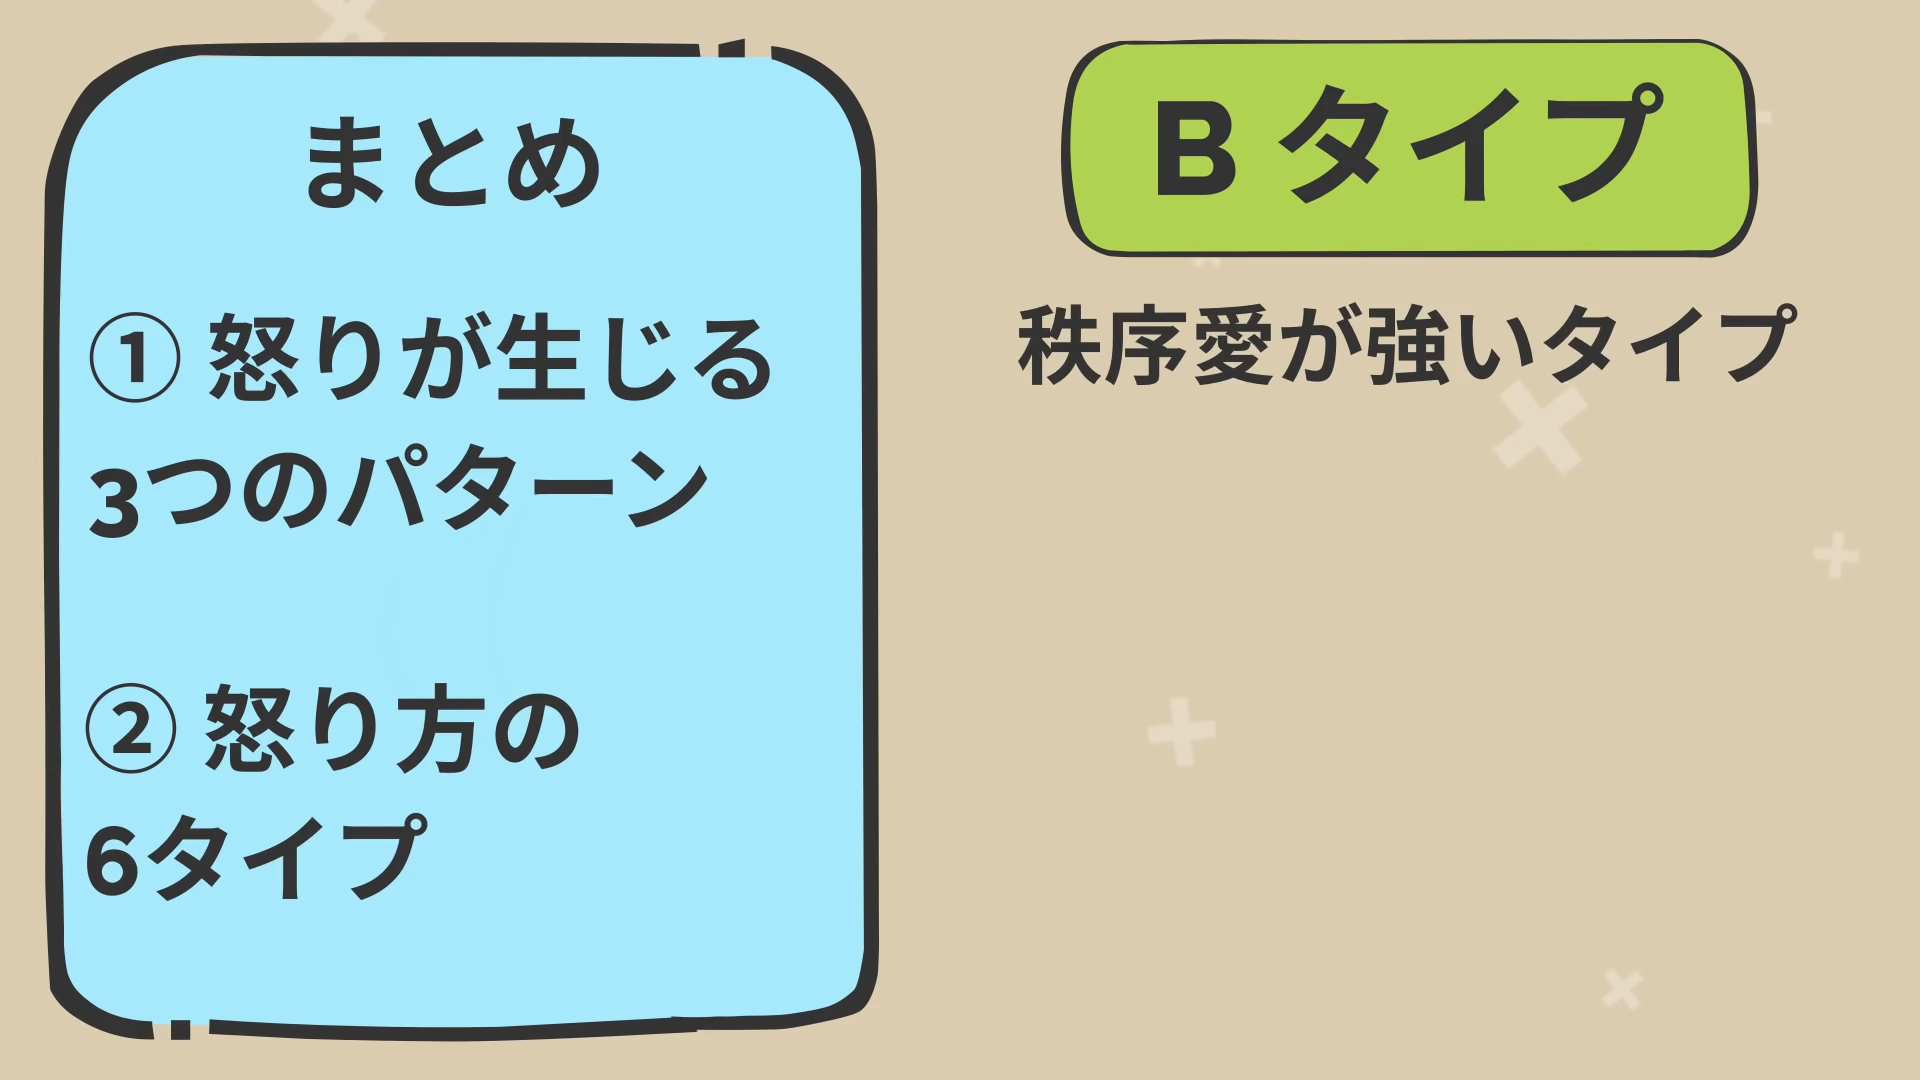 まとめ
① 怒りが生じる
3つのパターン
② 怒り方の
6タイプ
B タイプ
秩序愛が強いタイプ